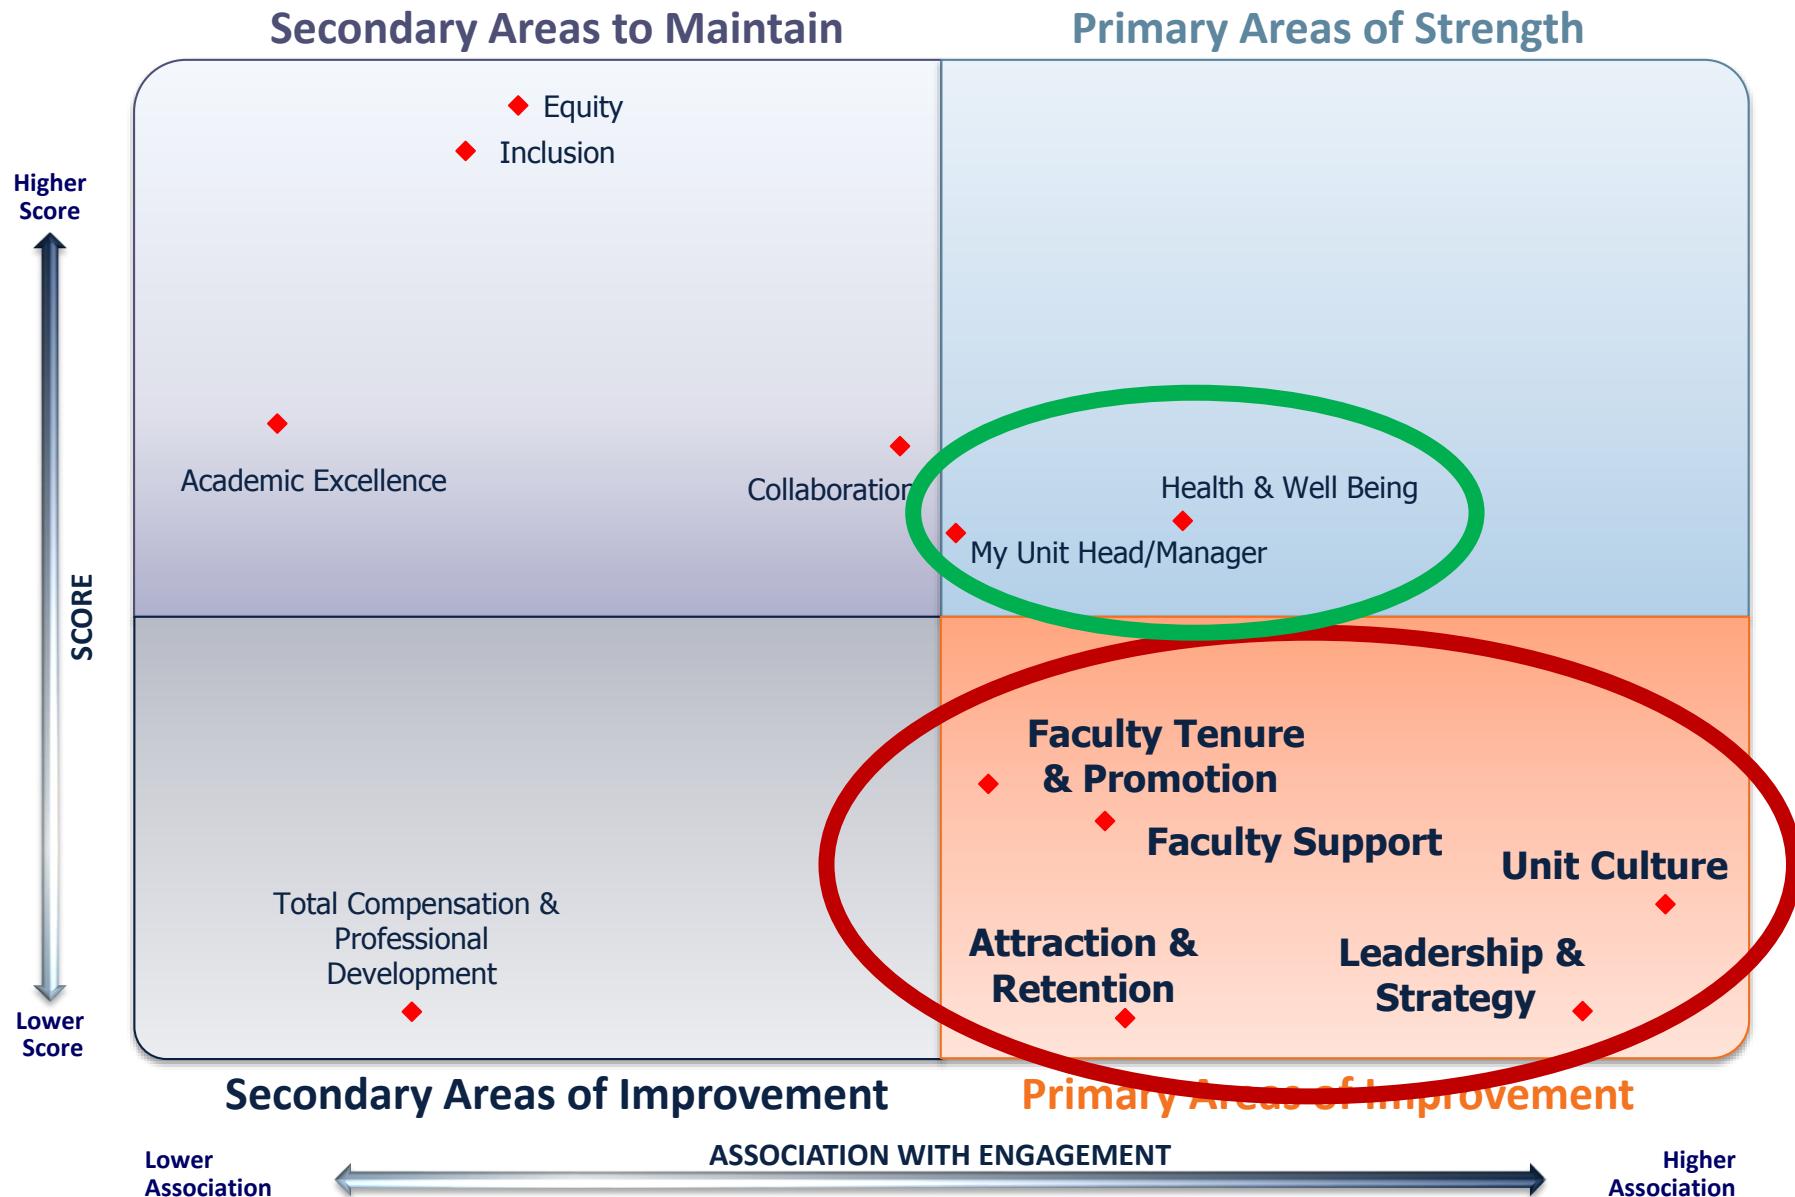 Secondary Areas to Maintain
Primary Areas of Strength
Equity
Inclusion
Higher
Score
Academic Excellence
Collaboration
Health & Well Being
My Unit Head/Manager
SCORE
Faculty Tenure
& Promotion
Faculty Support
Unit Culture
Total Compensation &
Professional
Development
Attraction &
Retention
Leadership &
Strategy
Lower
Score
Secondary Areas of Improvement
Primary Areas of Improvement
Lower
Association
ASSOCIATION WITH ENGAGEMENT
Higher
Association